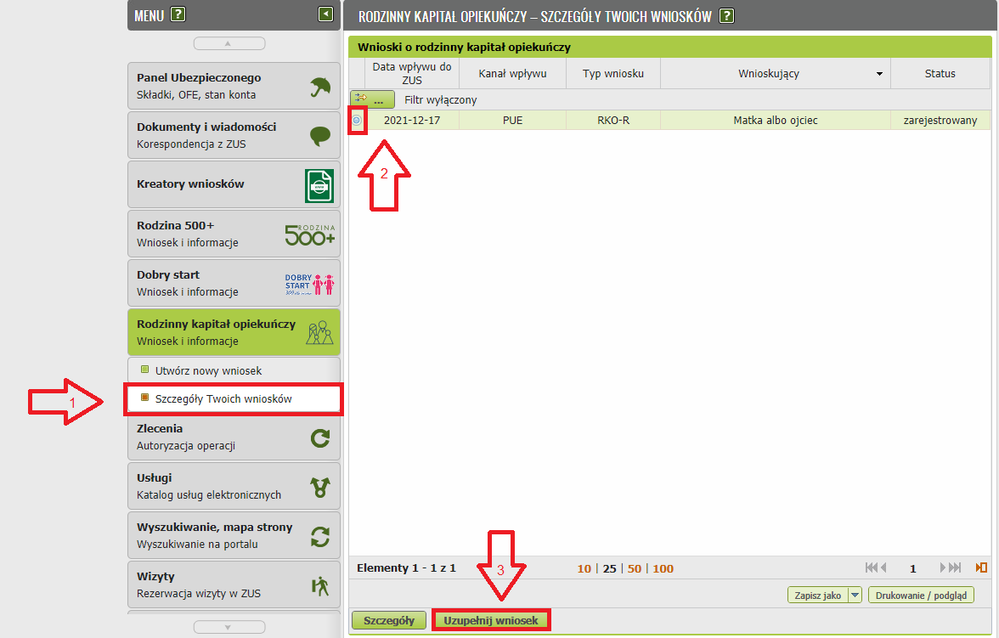 MENU ?
RODZINNY KAPITAŁ OPIEKUŃCZY – SZCZEGÓŁY TWOICH WNIOSKÓW ?
Panel Ubezpieczonego
Składki, OFE, stan konta
Dokumenty i wiadomości
Korespondencja z ZUS
Kreatory wniosków
Rodzina 500+
Wniosek i informacje
RODZINA
500+
Dobry start
Wniosek i informacje
DOBRY
START
Rodzinny kapitał opiekuńczy
Wniosek i informacje
Utwórz nowy wniosek
1
Szczegóły Twoich wniosków
Zlecenia
Autoryzacja operacji
Usługi
Katalog usług elektronicznych
Wyszukiwanie, mapa strony
Wyszukiwanie na portalu
Wizyty
Rezerwacja wizyty w ZUS
Wnioski o rodzinny kapitał opiekuńczy
Data wpływu do ZUS Kanał wpływu Typ wniosku Wnioskujący Status
... Filtr wyłączony
2021-12-17 PUE RKO-R Matka albo ojciec zarejestrowany
2
3
Elementy 1 - 1 z 1 10 | 25 | 50 | 100 1
Zapisz jako Drukowanie / podgląd
Szczegóły Uzupełnij wniosek